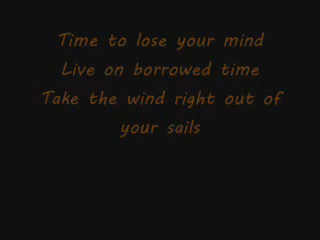 Time to lose your mind
Live on borrowed time
Take the wind right out of
your sails